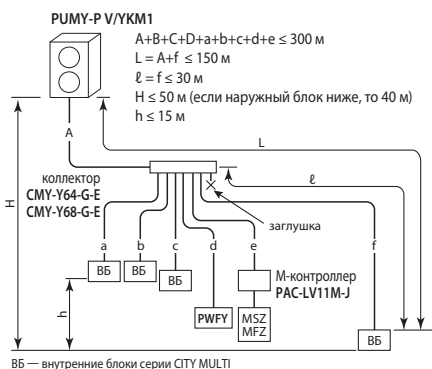 PUMY-P V/YKM1
A+B+C+D+a+b+c+d+e ≤ 300 м
L = A+f ≤ 150 м
ℓ = f ≤ 30 м
H ≤ 50 м (если наружный блок ниже, то 40 м)
h ≤ 15 м
A
L
H
коллектор
CMY-Y64-G-E
CMY-Y68-G-E
ℓ
заглушка
a
b
c
d
e
f
ВБ
ВБ
ВБ
М-контроллер
PAC-LV11M-J
h
PWFY
MSZ
MFZ
ВБ
ВБ — внутренние блоки серии CITY MULTI